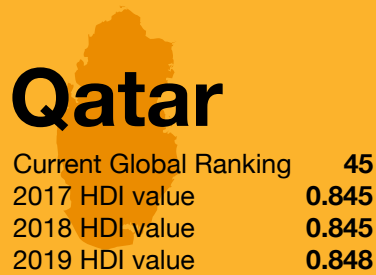 Qatar
Current Global Ranking 45
2017 HDI value 0.845
2018 HDI value 0.845
2019 HDI value 0.848